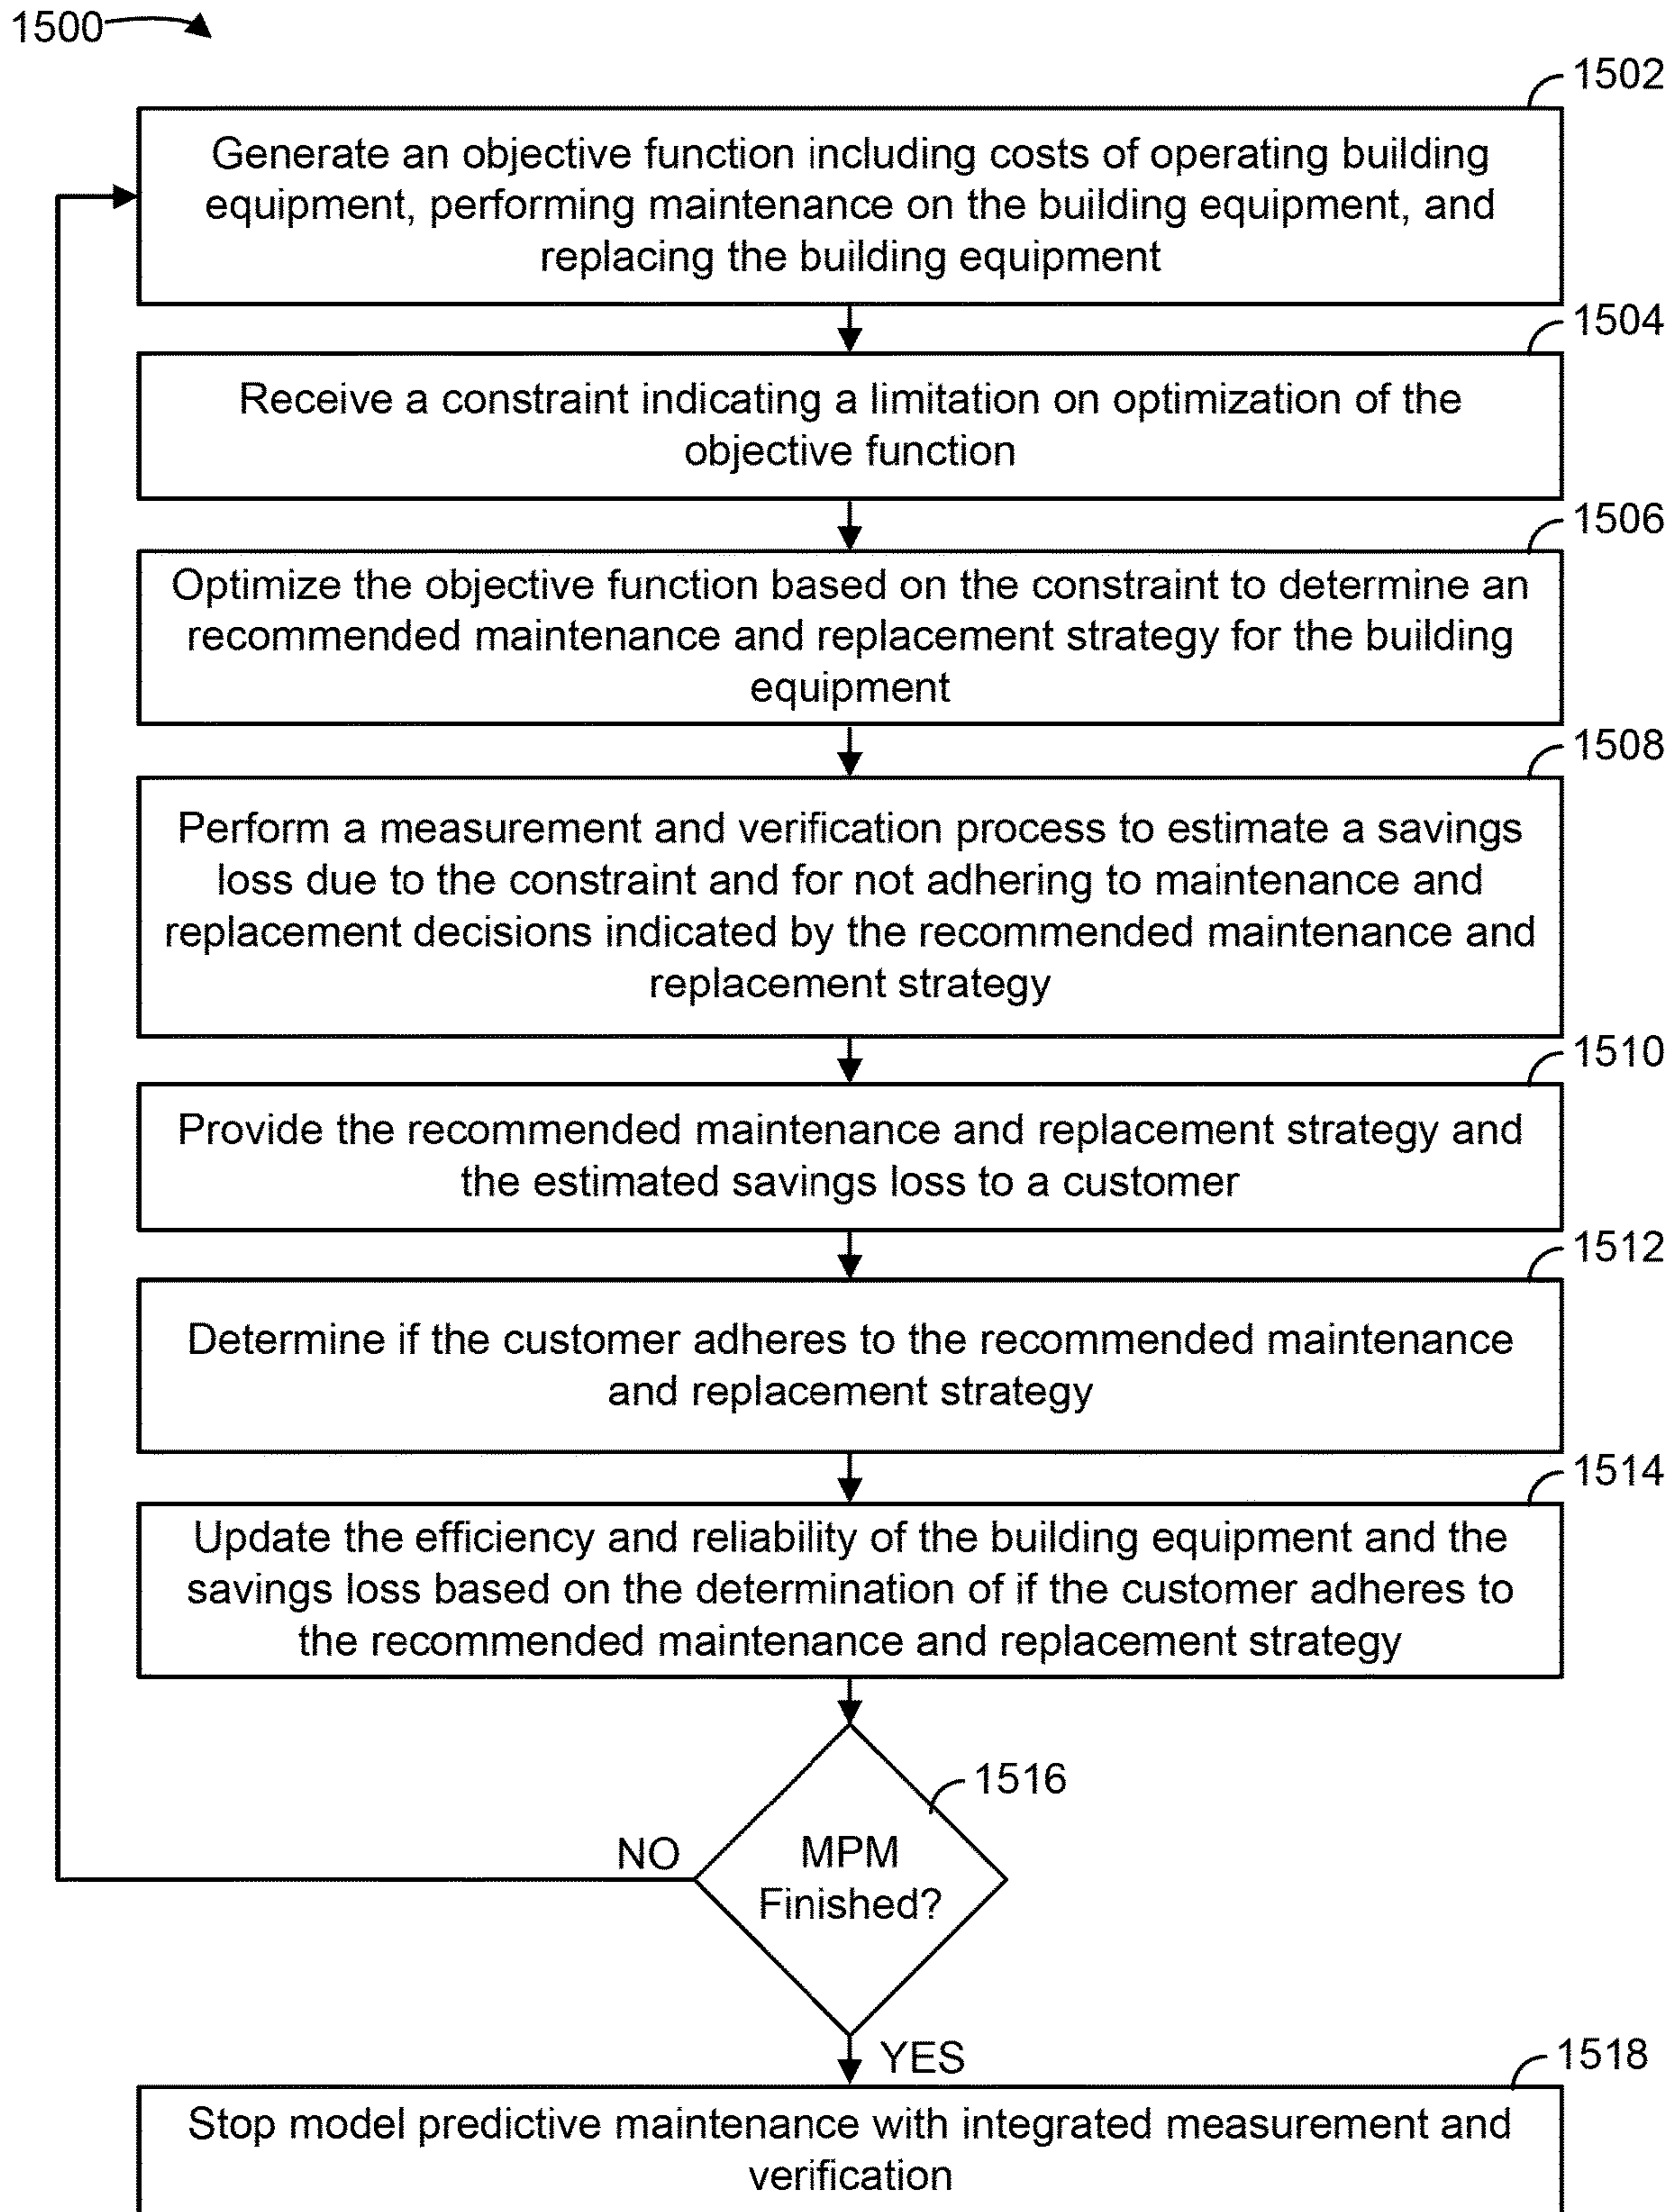 1500
1502
Generate an objective function including costs of operating building
equipment, performing maintenance on the building equipment, and
replacing the building equipment
1504
Receive a constraint indicating a limitation on optimization of the
objective function
1506
Optimize the objective function based on the constraint to determine an
recommended maintenance and replacement strategy for the building
equipment
1508
Perform a measurement and verification process to estimate a savings
loss due to the constraint and for not adhering to maintenance and
replacement decisions indicated by the recommended maintenance and
replacement strategy
1510
Provide the recommended maintenance and replacement strategy and
the estimated savings loss to a customer
1512
Determine if the customer adheres to the recommended maintenance
and replacement strategy
1514
Update the efficiency and reliability of the building equipment and the
savings loss based on the determination of if the customer adheres to
the recommended maintenance and replacement strategy
1516
NO
MPM
Finished?
YES
1518
Stop model predictive maintenance with integrated measurement and
verification